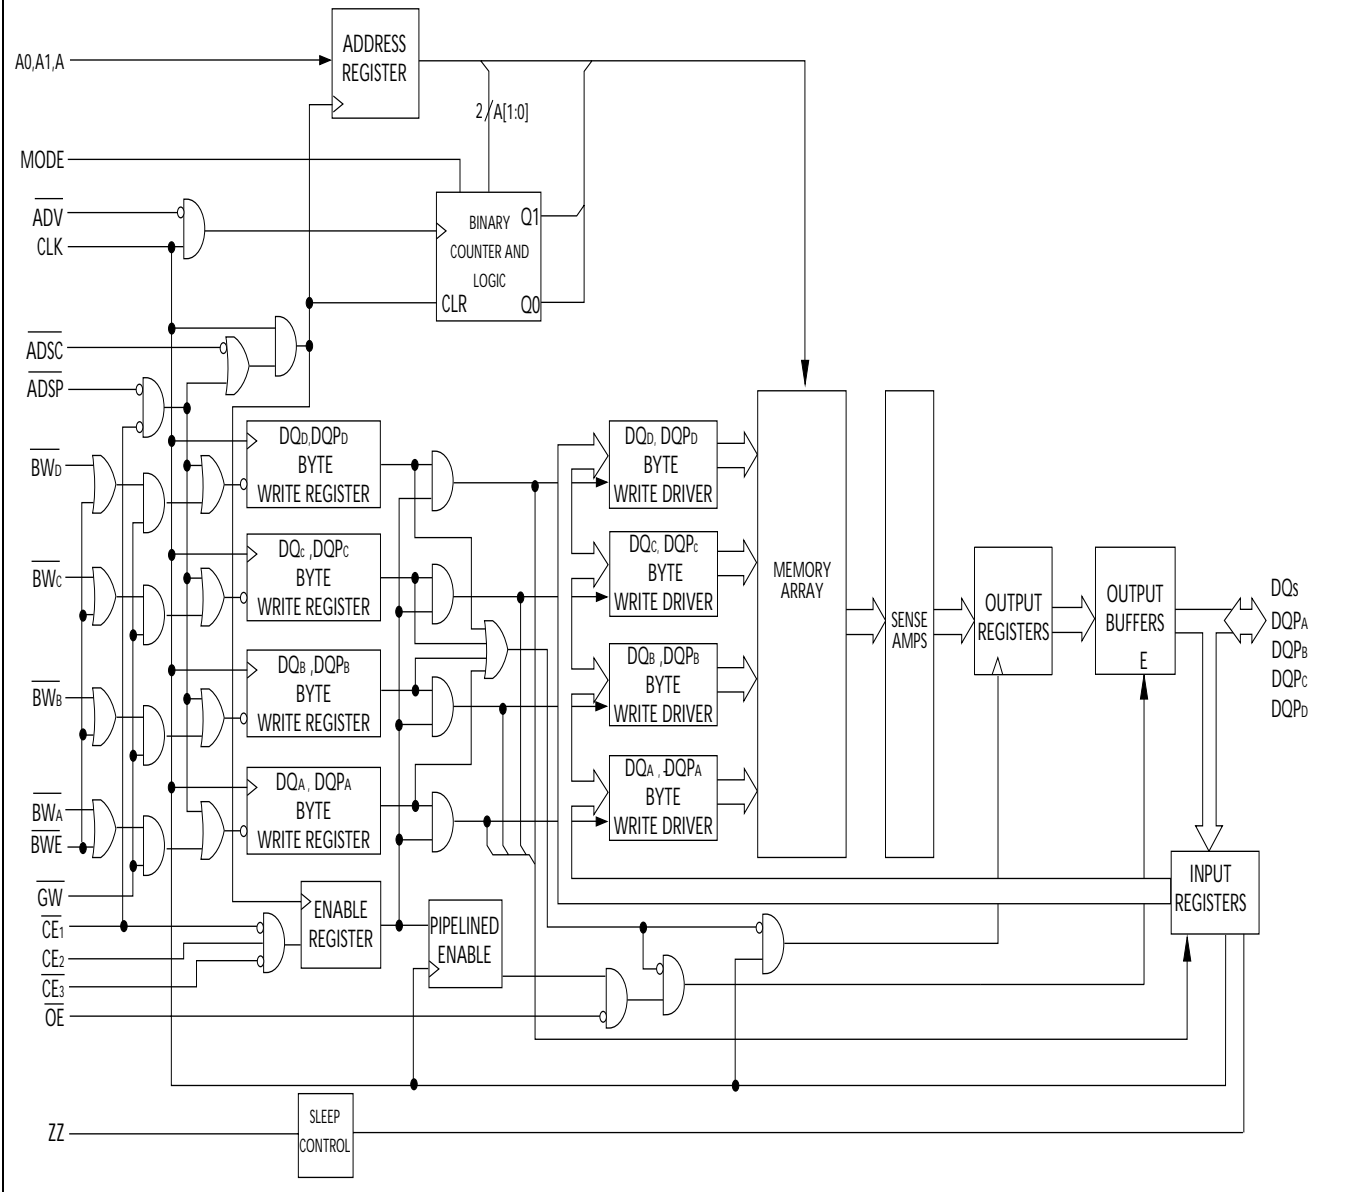 ADDRESS
REGISTER
A0,A1,A
2 A[1:0]
MODE
ADV
CLK
BINARY
COUNTER AND
LOGIC
Q1
CLR
Q0
ADSC
ADSP
BWD
DQD,DQPD
BYTE
WRITE REGISTER
DQD, DQPD
BYTE
WRITE DRIVER
BWC
DQc ,DQPC
BYTE
WRITE REGISTER
DQC, DQPc
BYTE
WRITE DRIVER
MEMORY
ARRAY
SENSE
AMPS
OUTPUT
REGISTERS
OUTPUT
BUFFERS
E
DQs
DQPA
DQPB
DQPC
DQPD
BWB
DQB ,DQPB
BYTE
WRITE REGISTER
DQB ,DQPB
BYTE
WRITE DRIVER
BWA
BWE
DQA , DQPA
BYTE
WRITE REGISTER
DQA , DQPA
BYTE
WRITE DRIVER
GW
CE1
CE2
CE3
OE
ENABLE
REGISTER
PIPELINED
ENABLE
INPUT
REGISTERS
ZZ
SLEEP
CONTROL